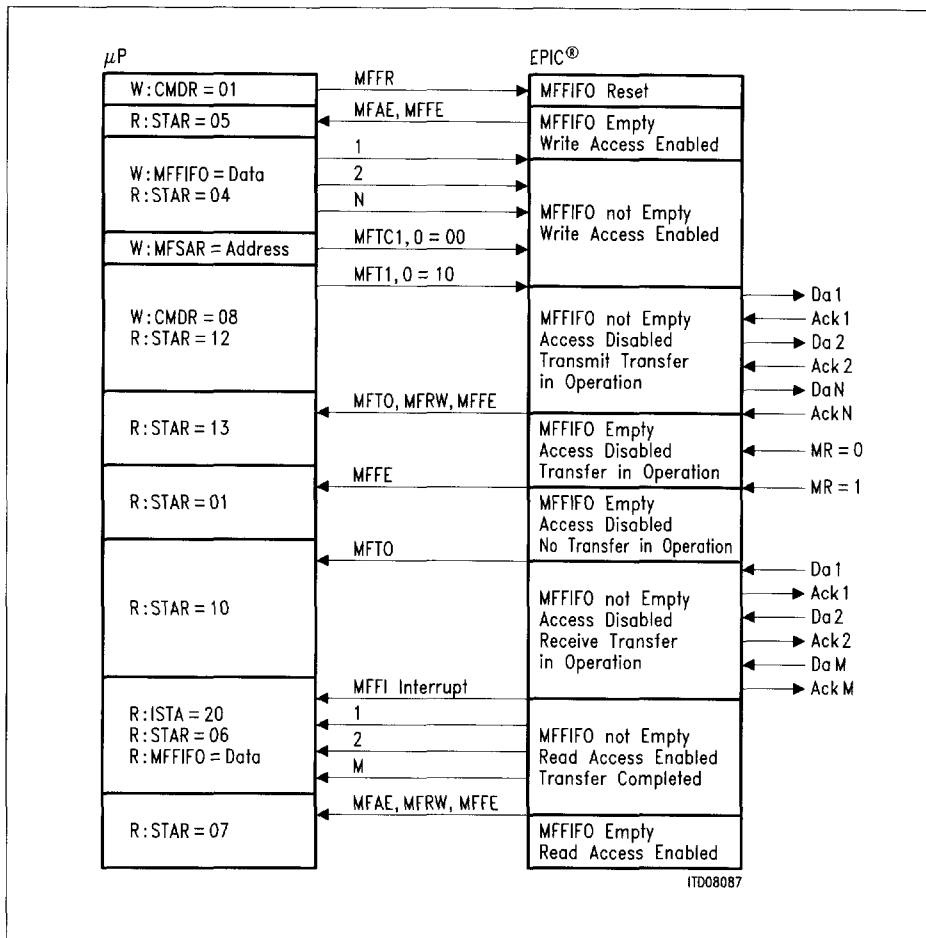 μP
EPIC®
W:CMDR = 01
MFFR
MFFIFO Reset
R:STAR = 05
MFAE, MFFE
MFFIFO Empty
Write Access Enabled
W:MFFIFO = Data
R:STAR = 04
1
2
N
MFFIFO not Empty
Write Access Enabled
W:MFSAR = Address
MFTC1, 0 = 00
MFT1, 0 = 10
W:CMDR = 08
R:STAR = 12
MFFIFO not Empty
Access Disabled
Transmit Transfer
in Operation
Da 1
Ack 1
Da 2
Ack 2
Da N
Ack N
R:STAR = 13
MFTO, MFRW, MFFE
MFFIFO Empty
Access Disabled
Transfer in Operation
MR = 0
MR = 1
R:STAR = 01
MFFE
MFFIFO Empty
Access Disabled
No Transfer in Operation
R:STAR = 10
MFTO
MFFIFO not Empty
Access Disabled
Receive Transfer
in Operation
Da 1
Ack 1
Da 2
Ack 2
Da M
Ack M
R:ISTA = 20
R:STAR = 06
R:MFFIFO = Data
MFFI Interrupt
1
2
M
MFFIFO not Empty
Read Access Enabled
Transfer Completed
R:STAR = 07
MFAE, MFRW, MFFE
MFFIFO Empty
Read Access Enabled
ITD08087